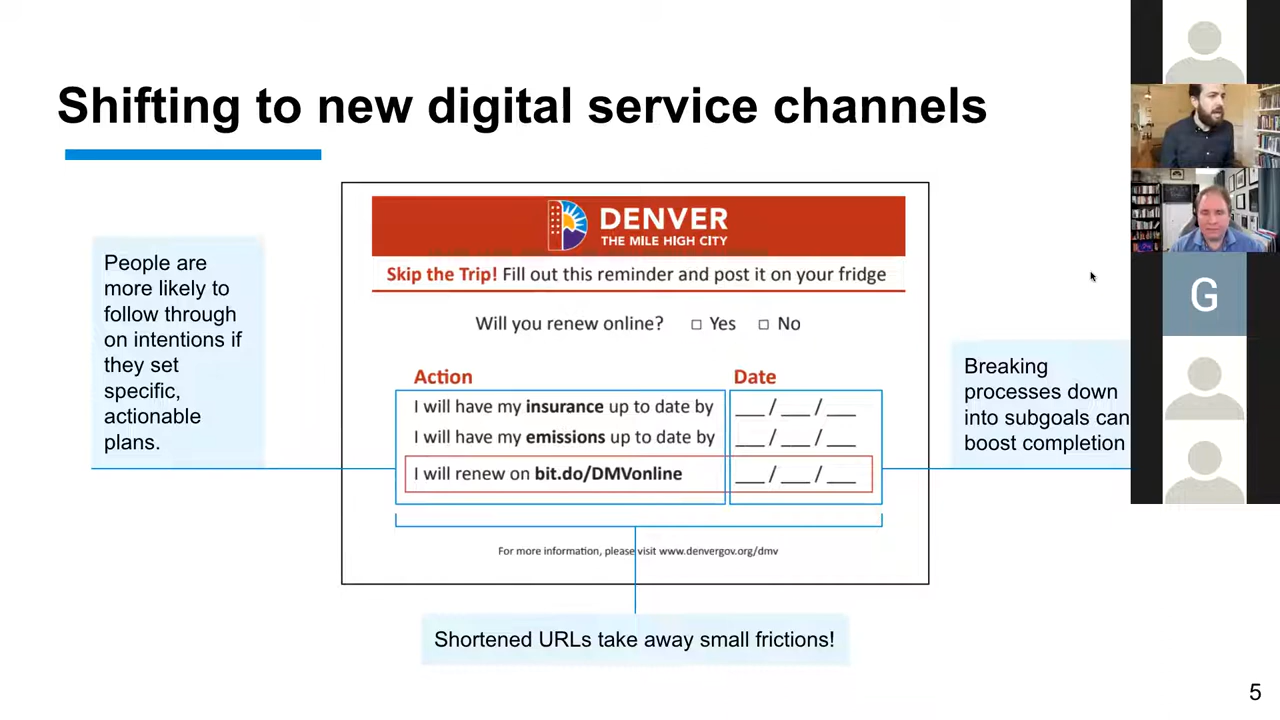 Shifting to new digital service channels
People are
more likely to
follow through
on intentions if
they set
specific,
actionable
plans.
DENVER
THE MILE HIGH CITY
Skip the Trip! Fill out this reminder and post it on your fridge
Will you renew online? □ Yes □ No
Action Date
I will have my insurance up to date by ___ / ___ / ___
I will have my emissions up to date by ___ / ___ / ___
I will renew on bit.do/DMVonline ___ / ___ / ___
For more information, please visit www.denvergov.org/dmv
Breaking
processes down
into subgoals can
boost completion
Shortened URLs take away small frictions!
G
5